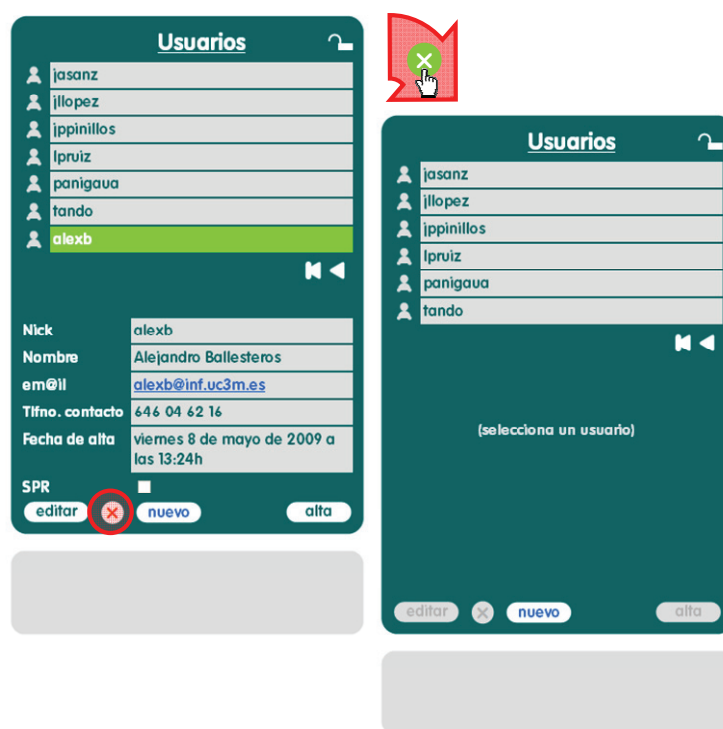 Usuarios
jasanz
jllopez
jppinillos
lpruiz
panigaua
tando
alexb
Nick alexb
Nombre Alejandro Ballesteros
em@il alexb@inf.uc3m.es
Tlfno. contacto 646 04 62 16
Fecha de alta viernes 8 de mayo de 2009 a
las 13:24h
SPR
editar nuevo alta
Usuarios
jasanz
jllopez
jppinillos
lpruiz
panigaua
tando
(selecciona un usuario)
editar nuevo alta